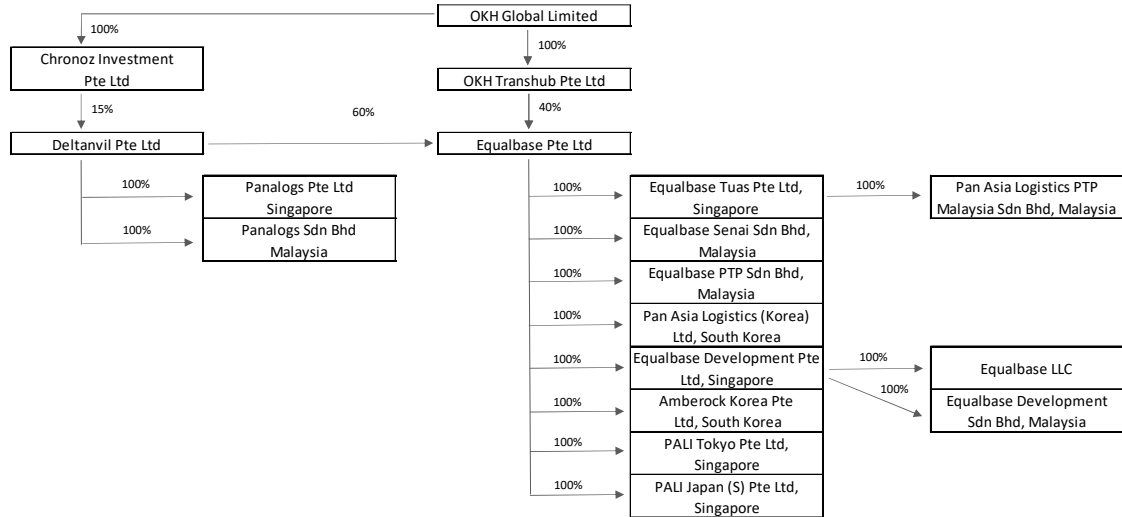 OKH Global Limited
100%
100%
Chronoz Investment
Pte Ltd
OKH Transhub Pte Ltd
15%
60%
40%
Deltanvil Pte Ltd
Equalbase Pte Ltd
100%
Panalogs Pte Ltd
Singapore
100%
Panalogs Sdn Bhd
Malaysia
100%
Equalbase Tuas Pte Ltd,
Singapore
100%
Pan Asia Logistics PTP
Malaysia Sdn Bhd, Malaysia
100%
Equalbase Senai Sdn Bhd,
Malaysia
100%
Equalbase PTP Sdn Bhd,
Malaysia
100%
Pan Asia Logistics (Korea)
Ltd, South Korea
100%
Equalbase Development Pte
Ltd, Singapore
100%
Equalbase LLC
100%
Equalbase Development
Sdn Bhd, Malaysia
100%
Amberock Korea Pte
Ltd, South Korea
100%
PALI Tokyo Pte Ltd,
Singapore
100%
PALI Japan (S) Pte Ltd,
Singapore